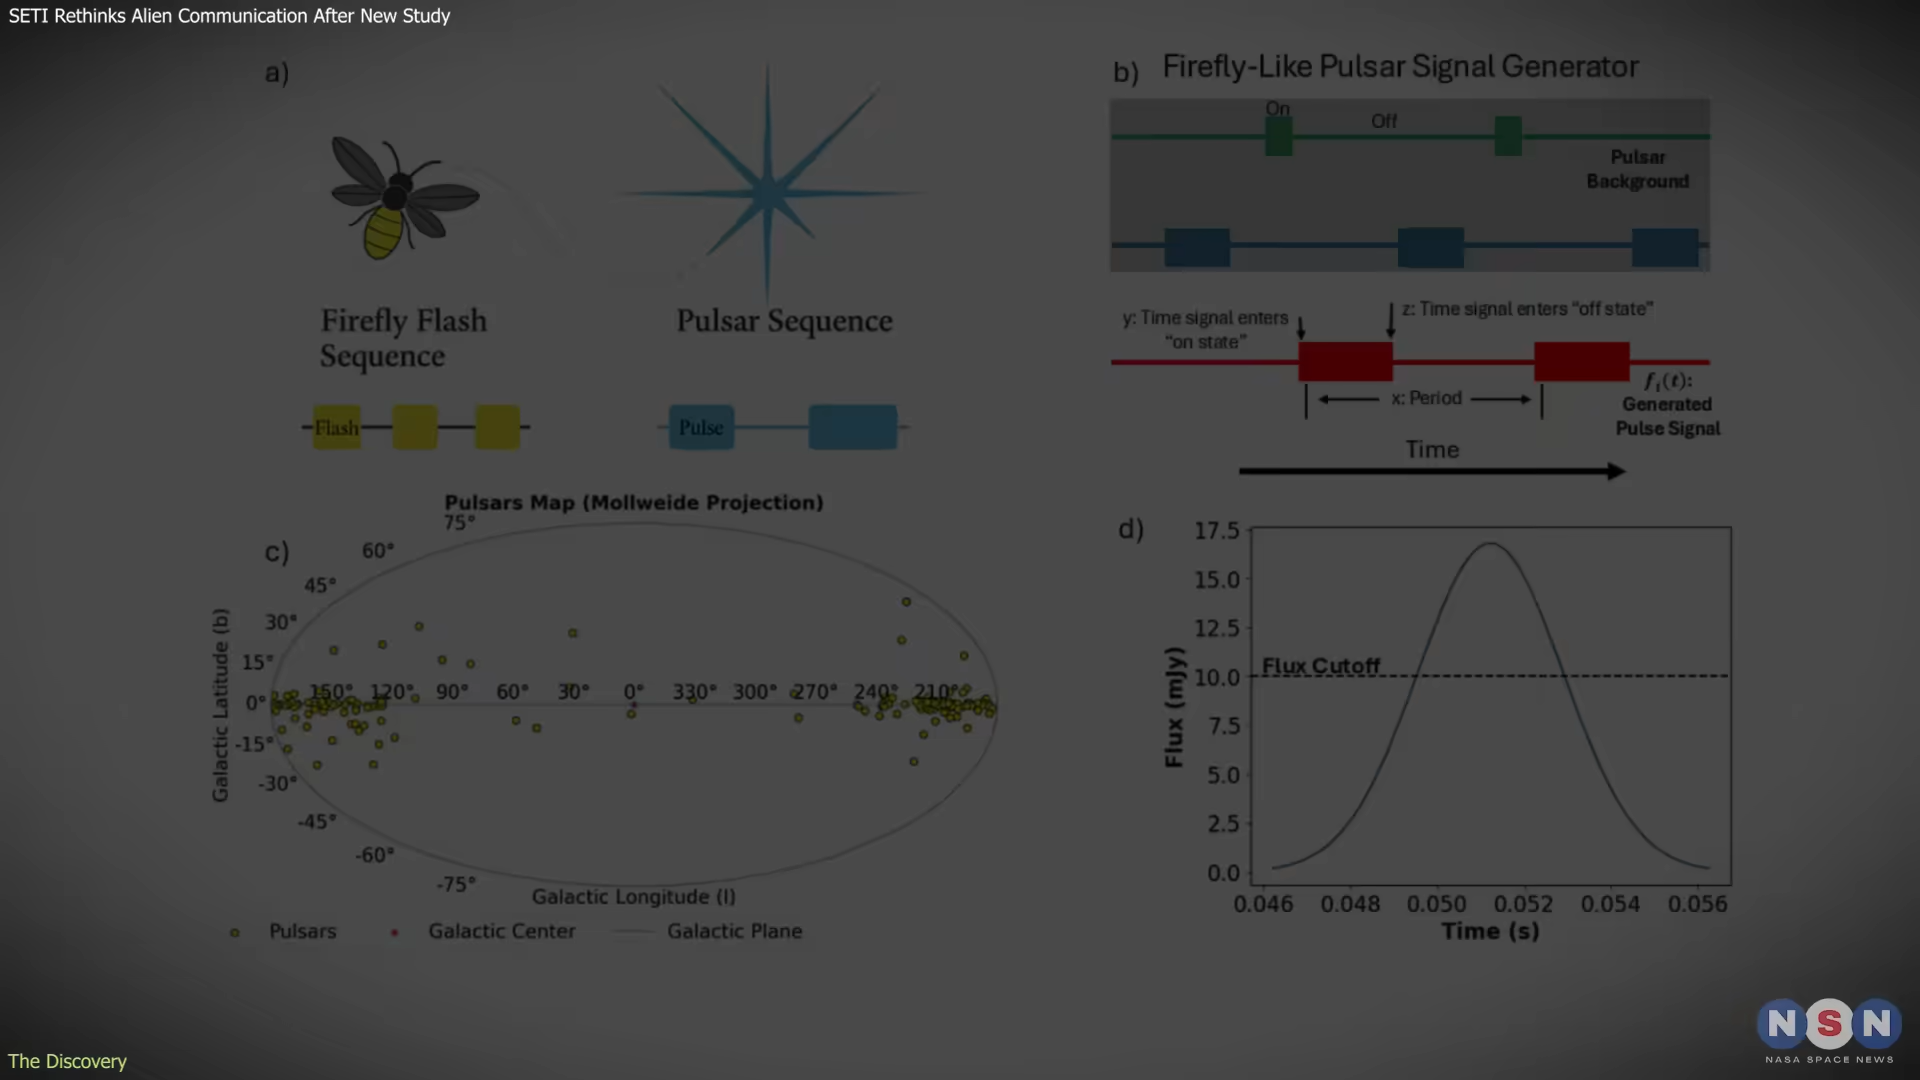 SETI Rethinks Alien Communication After New Study
a)
Firefly Flash
Sequence
Flash
Pulsar Sequence
Pulse
b)
Firefly-Like Pulsar Signal Generator
On
Off
Pulsar
Background
y: Time signal enters
"on state"
z: Time signal enters "off state"
x: Period
f₁(t):
Generated
Pulse Signal
Time
Pulsars Map (Mollweide Projection)
c)
75°
60°
45°
30°
15°
0°
-15°
-30°
-45°
-60°
-75°
Galactic Latitude (b)
150° 120° 90° 60° 30° 0° 330° 300° 270° 240° 210°
Galactic Longitude (l)
Pulsars Galactic Center Galactic Plane
d)
17.5
15.0
12.5
10.0
7.5
5.0
2.5
0.0
Flux (mJy)
Flux Cutoff
0.046 0.048 0.050 0.052 0.054 0.056
Time (s)
NSN
NASA SPACE NEWS
The Discovery